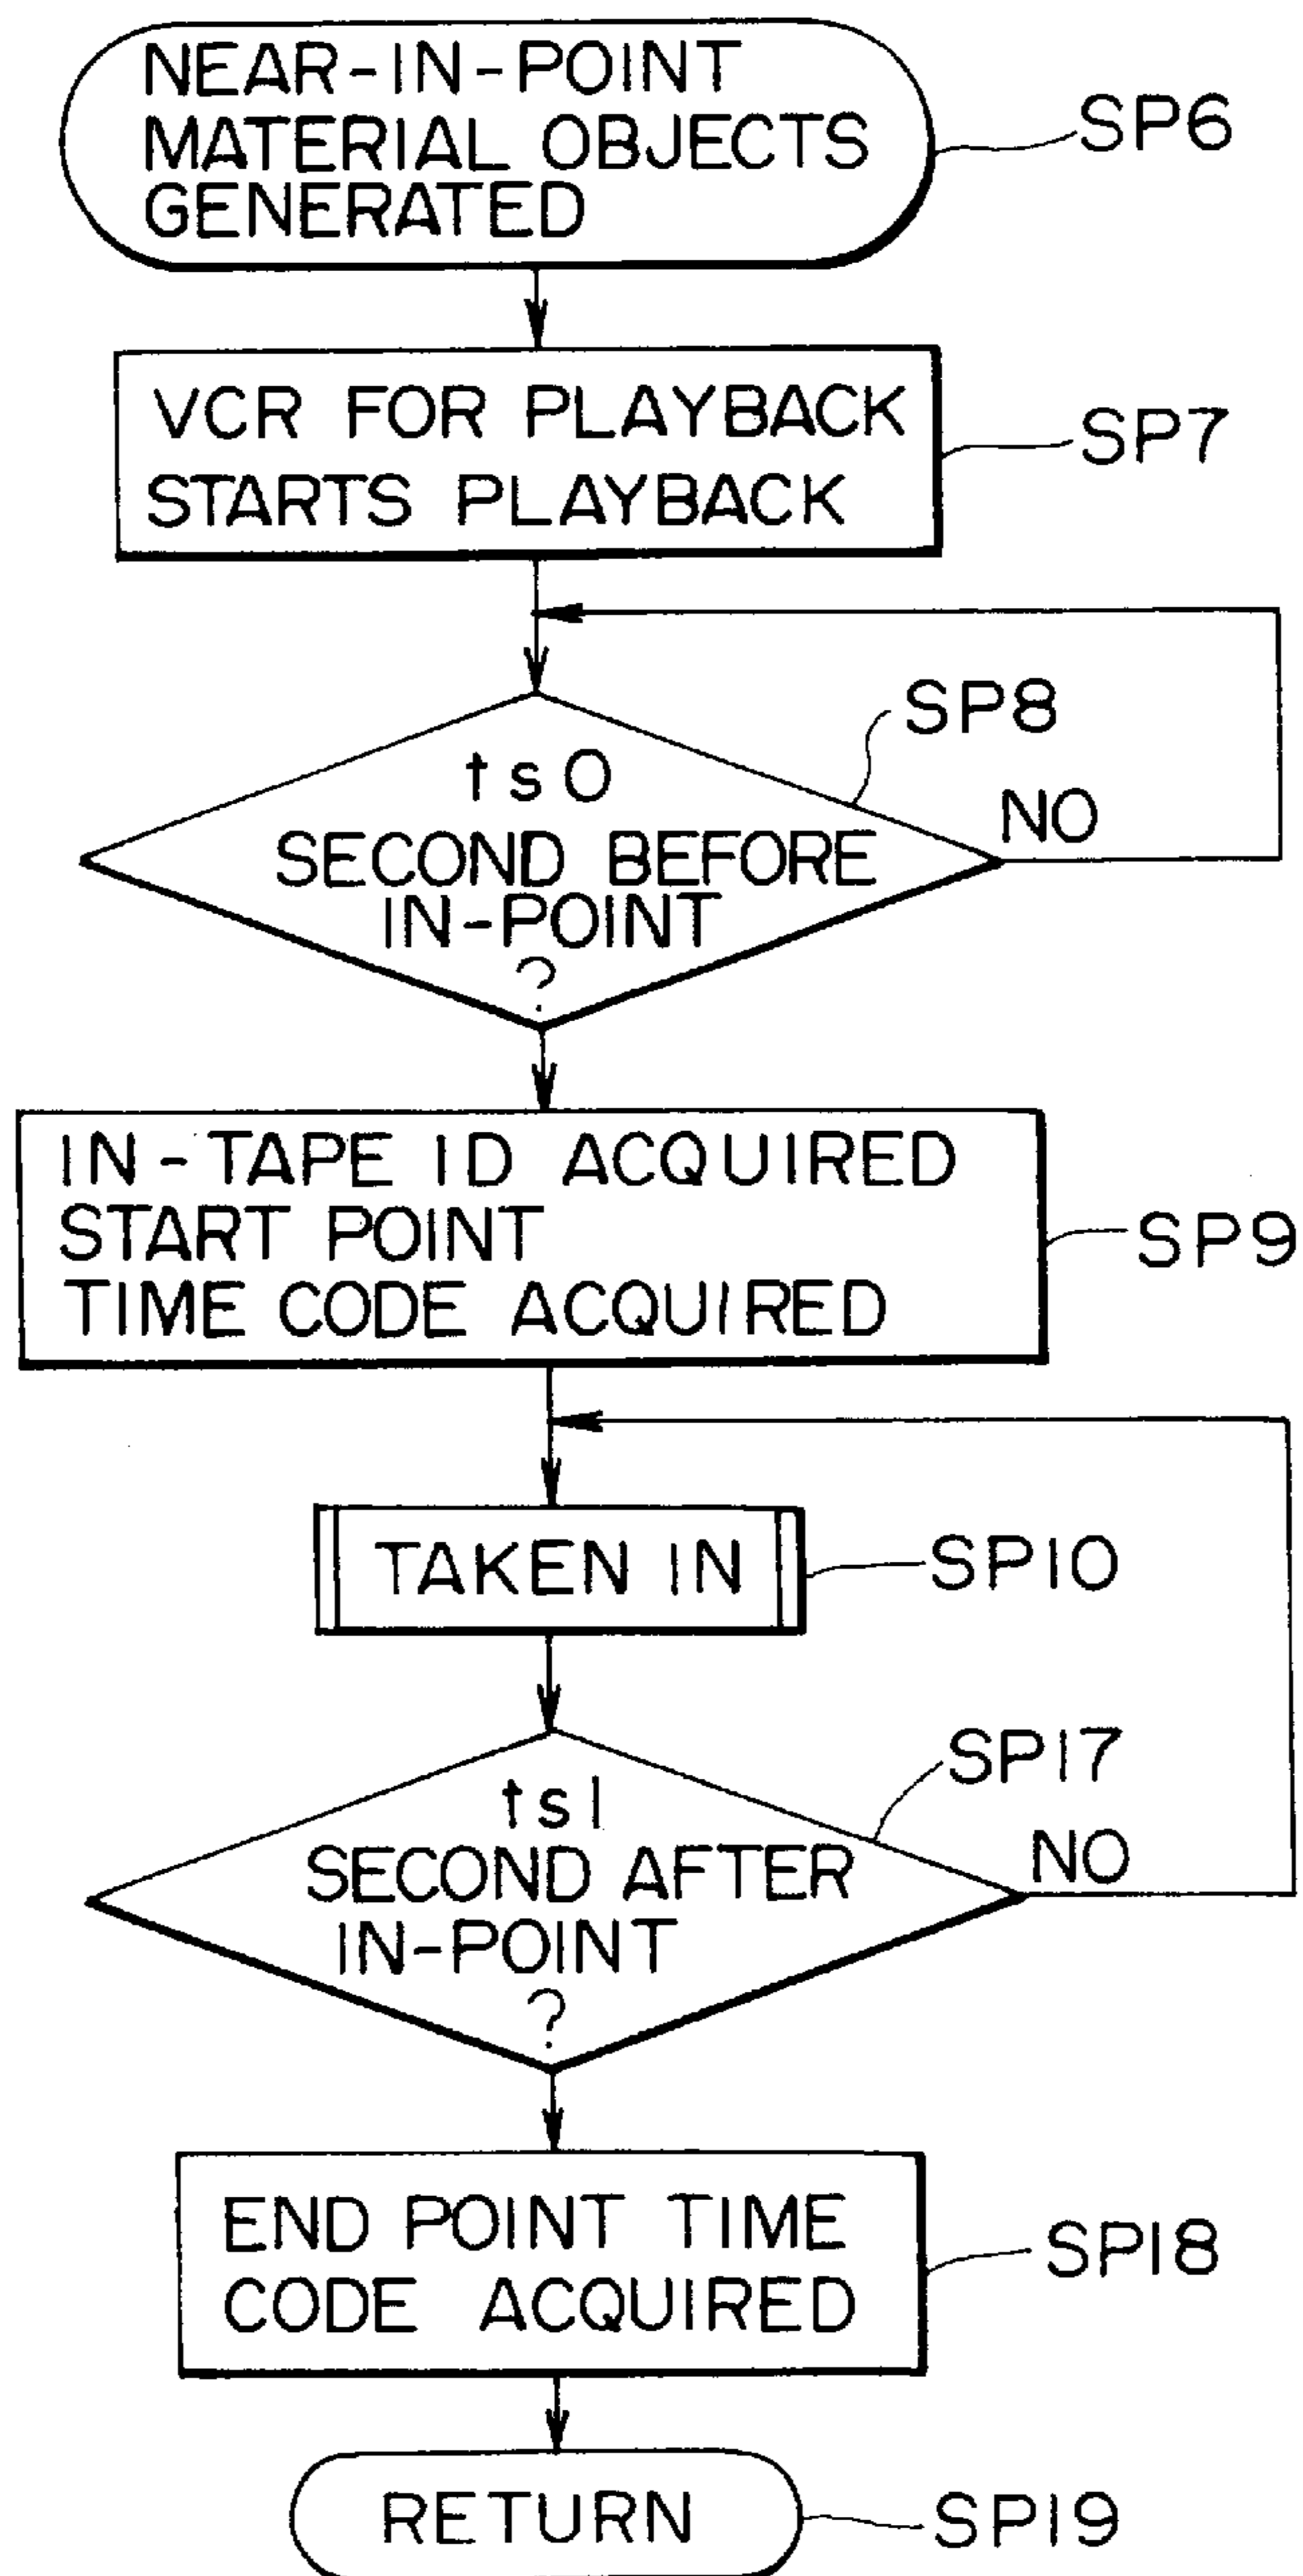 NEAR-IN-POINT
MATERIAL OBJECTS
GENERATED
SP6
VCR FOR PLAYBACK
STARTS PLAYBACK
SP7
SP8
ts0
SECOND BEFORE
IN-POINT
?
NO
IN-TAPE ID ACQUIRED
START POINT
TIME CODE ACQUIRED
SP9
TAKEN IN
SP10
SP17
ts1
SECOND AFTER
IN-POINT
?
NO
END POINT TIME
CODE ACQUIRED
SP18
RETURN
SP19